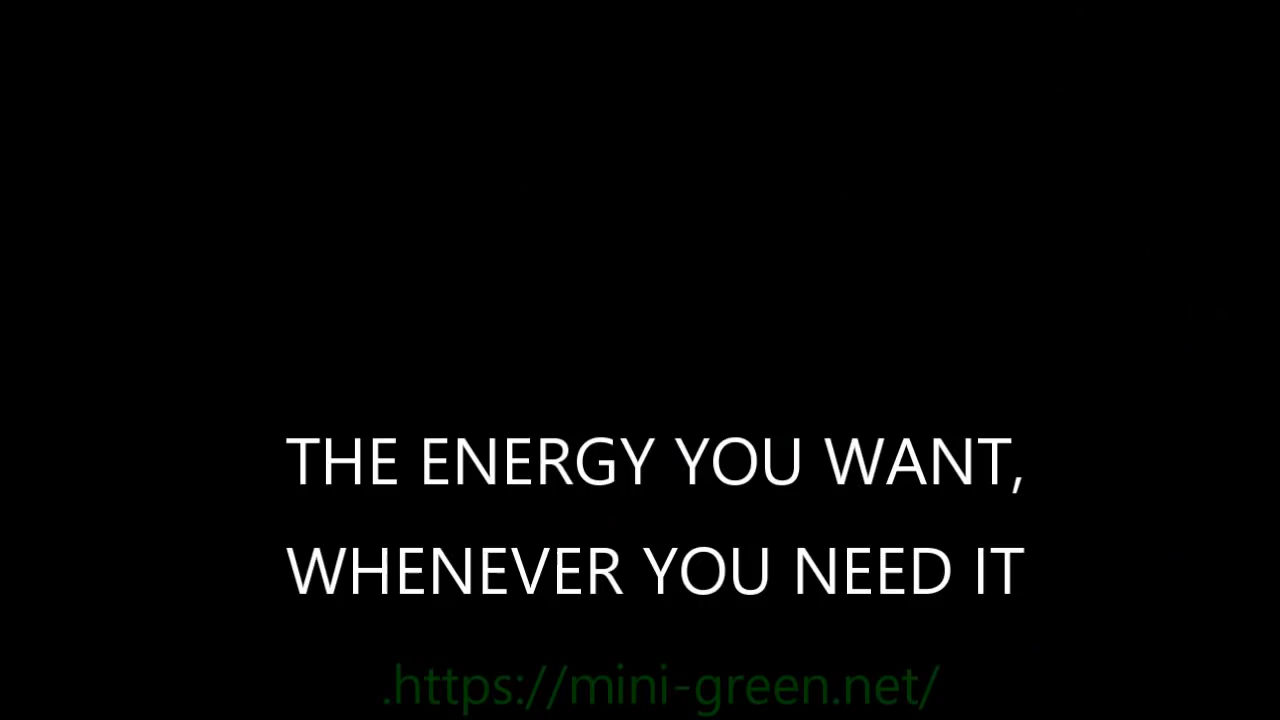 THE ENERGY YOU WANT,
WHENEVER YOU NEED IT
.https://mini-green.net/